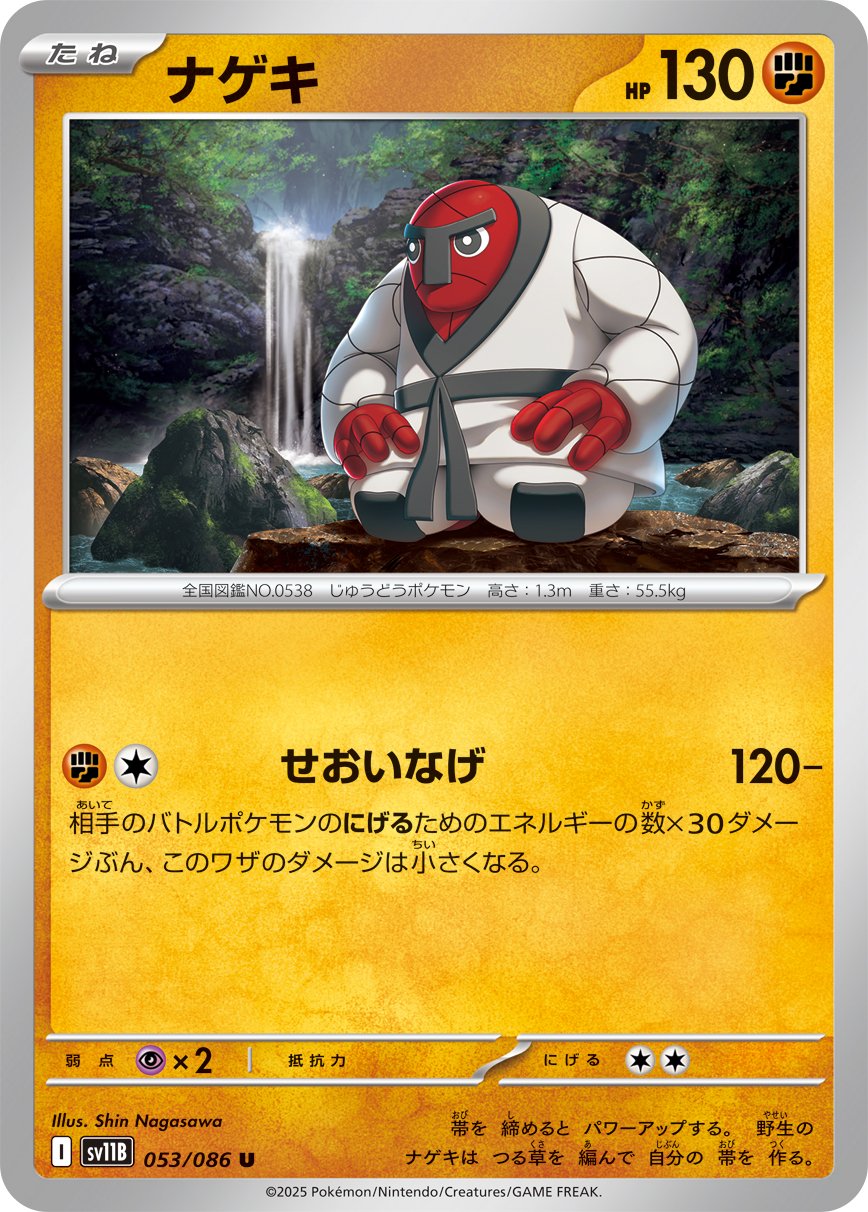 たね
ナゲキ
HP 130
全国図鑑NO.0538 じゅうどうポケモン 高さ:1.3m 重さ:55.5kg
せおいなげ 120−
相手のバトルポケモンのにげるためのエネルギーの数×30ダメー
ジぶん、このワザのダメージは小さくなる。
弱点 ×2 抵抗力 にげる
Illus. Shin Nagasawa
I sv11B 053/086 U
帯を 締めると パワーアップする。 野生の
ナゲキは つる草を 編んで 自分の 帯を 作る。
©2025 Pokémon/Nintendo/Creatures/GAME FREAK.